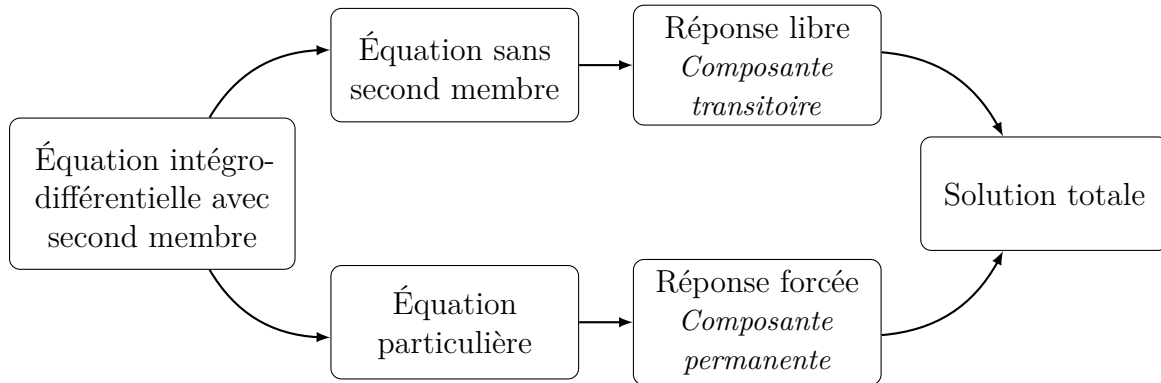 Équation intégro-
différentielle avec
second membre
Équation sans
second membre
Réponse libre
Composante
transitoire
Équation
particulière
Réponse forcée
Composante
permanente
Solution totale